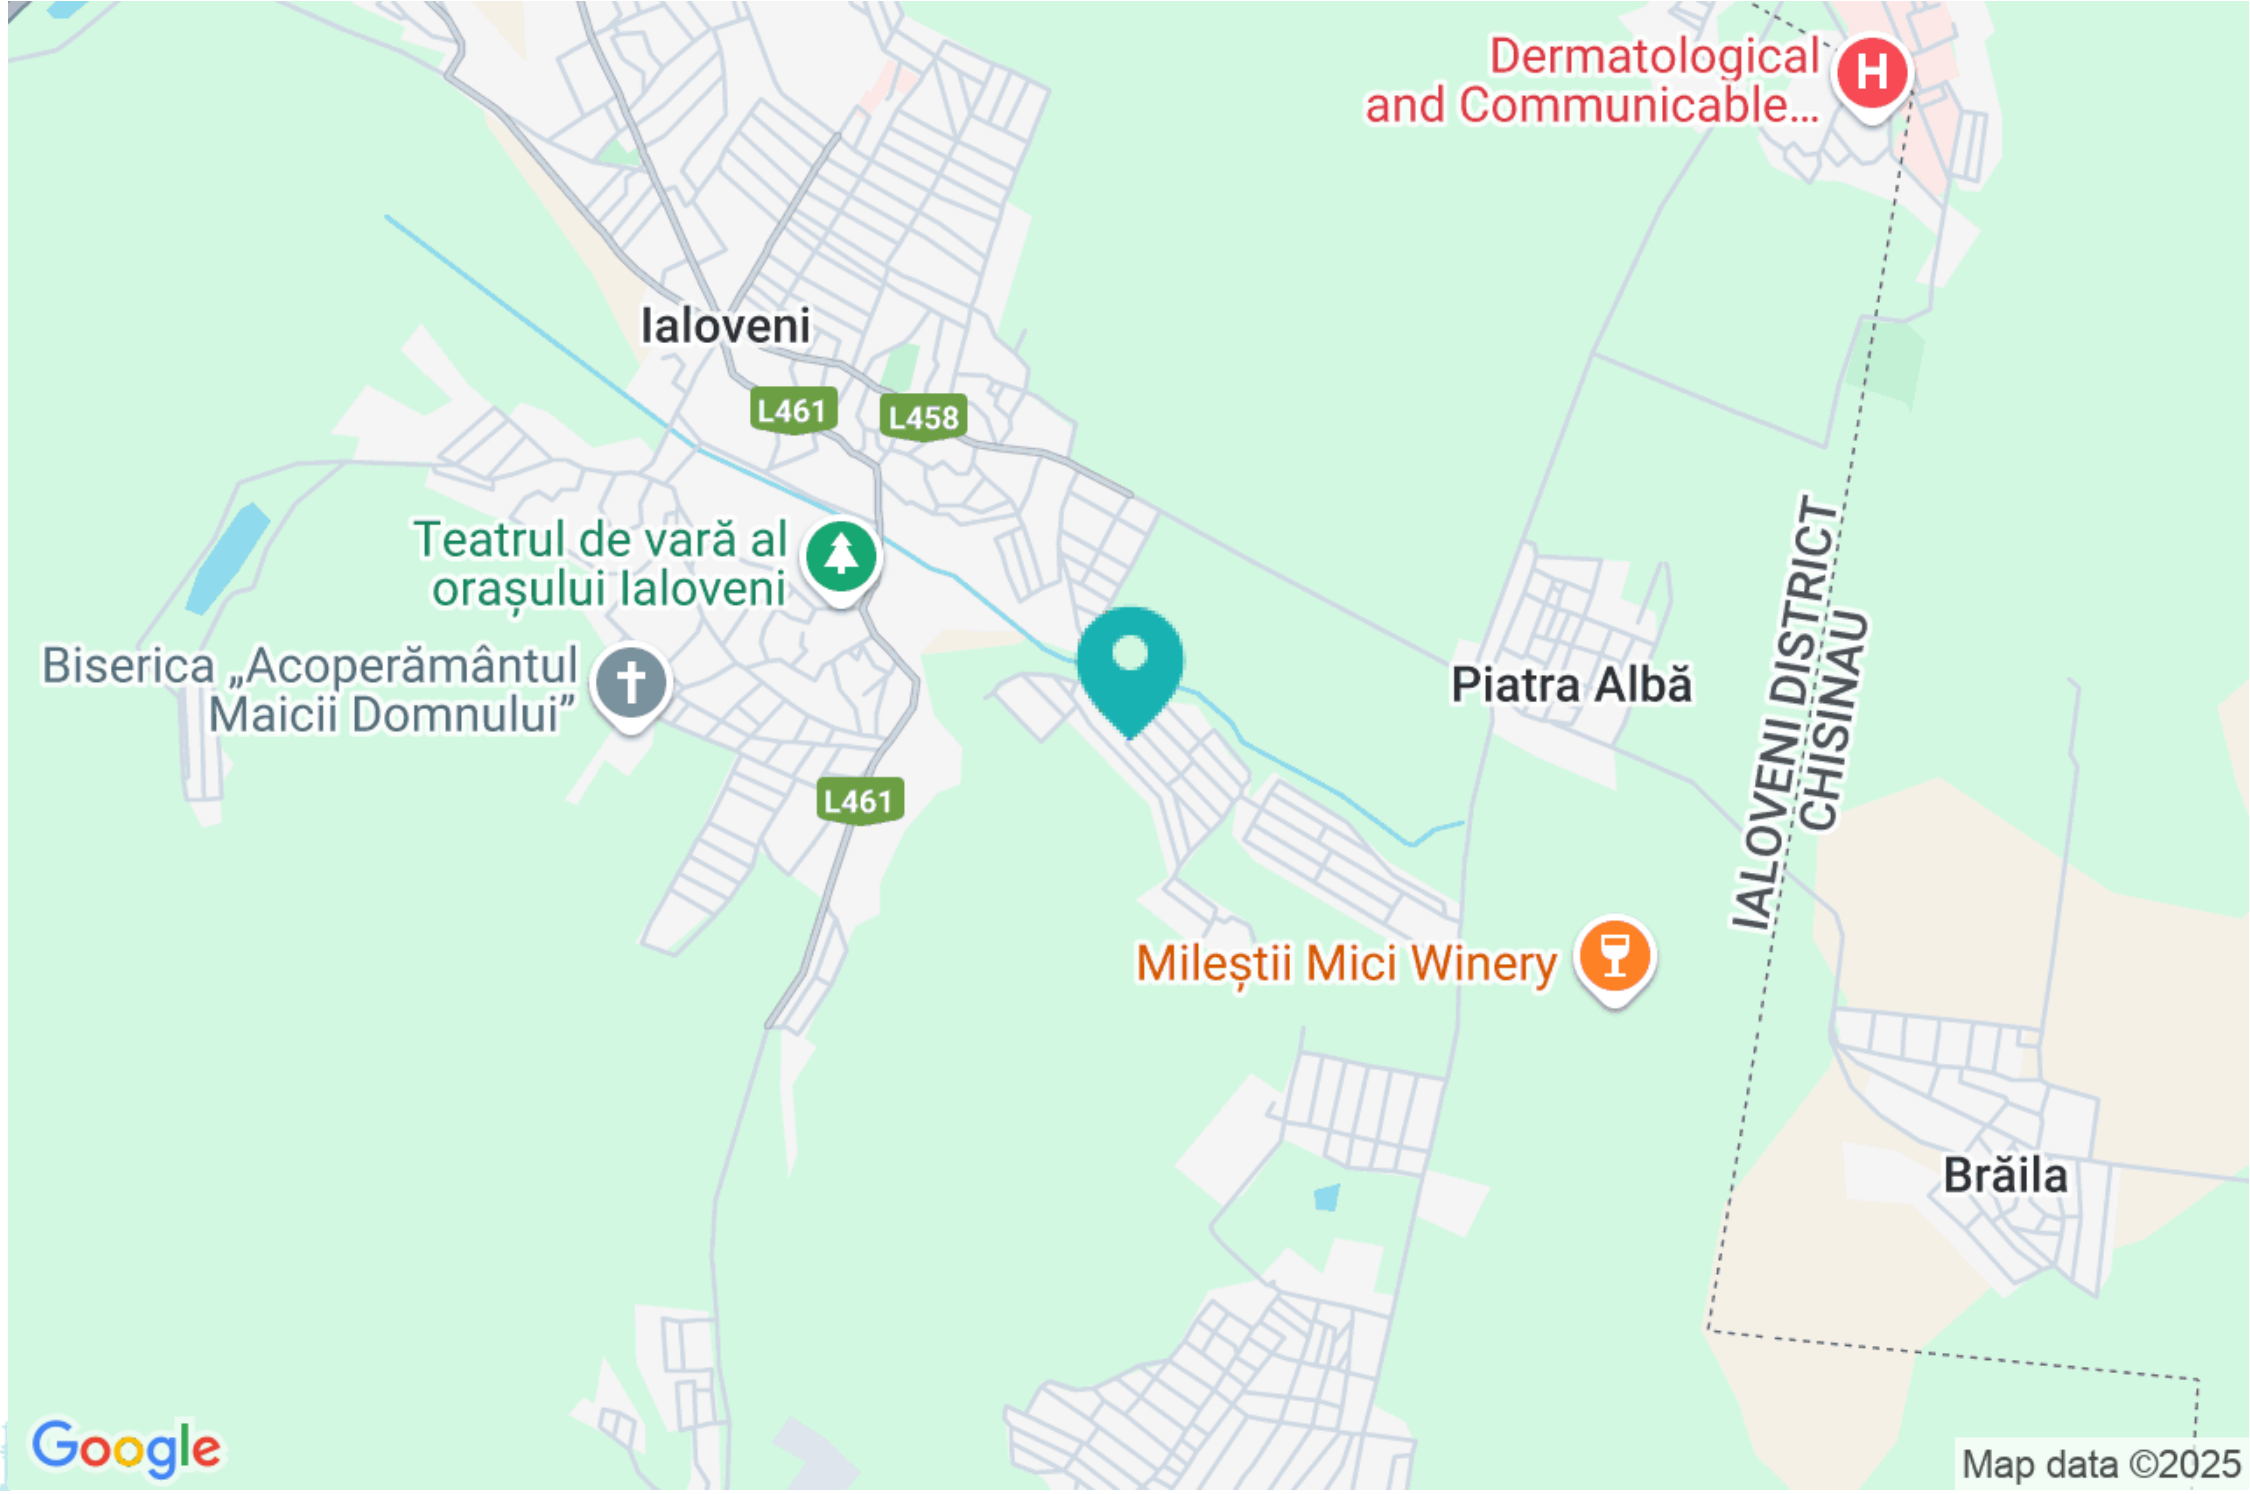 Dermatological
and Communicable...
H
Ialoveni
L461
L458
Teatrul de vară al
orașului Ialoveni
Biserica „Acoperământul
Maicii Domnului”
Piatra Albă
IALOVENI DISTRICT
CHISINAU
L461
Mileștii Mici Winery
Brăila
Google
Map data ©2025